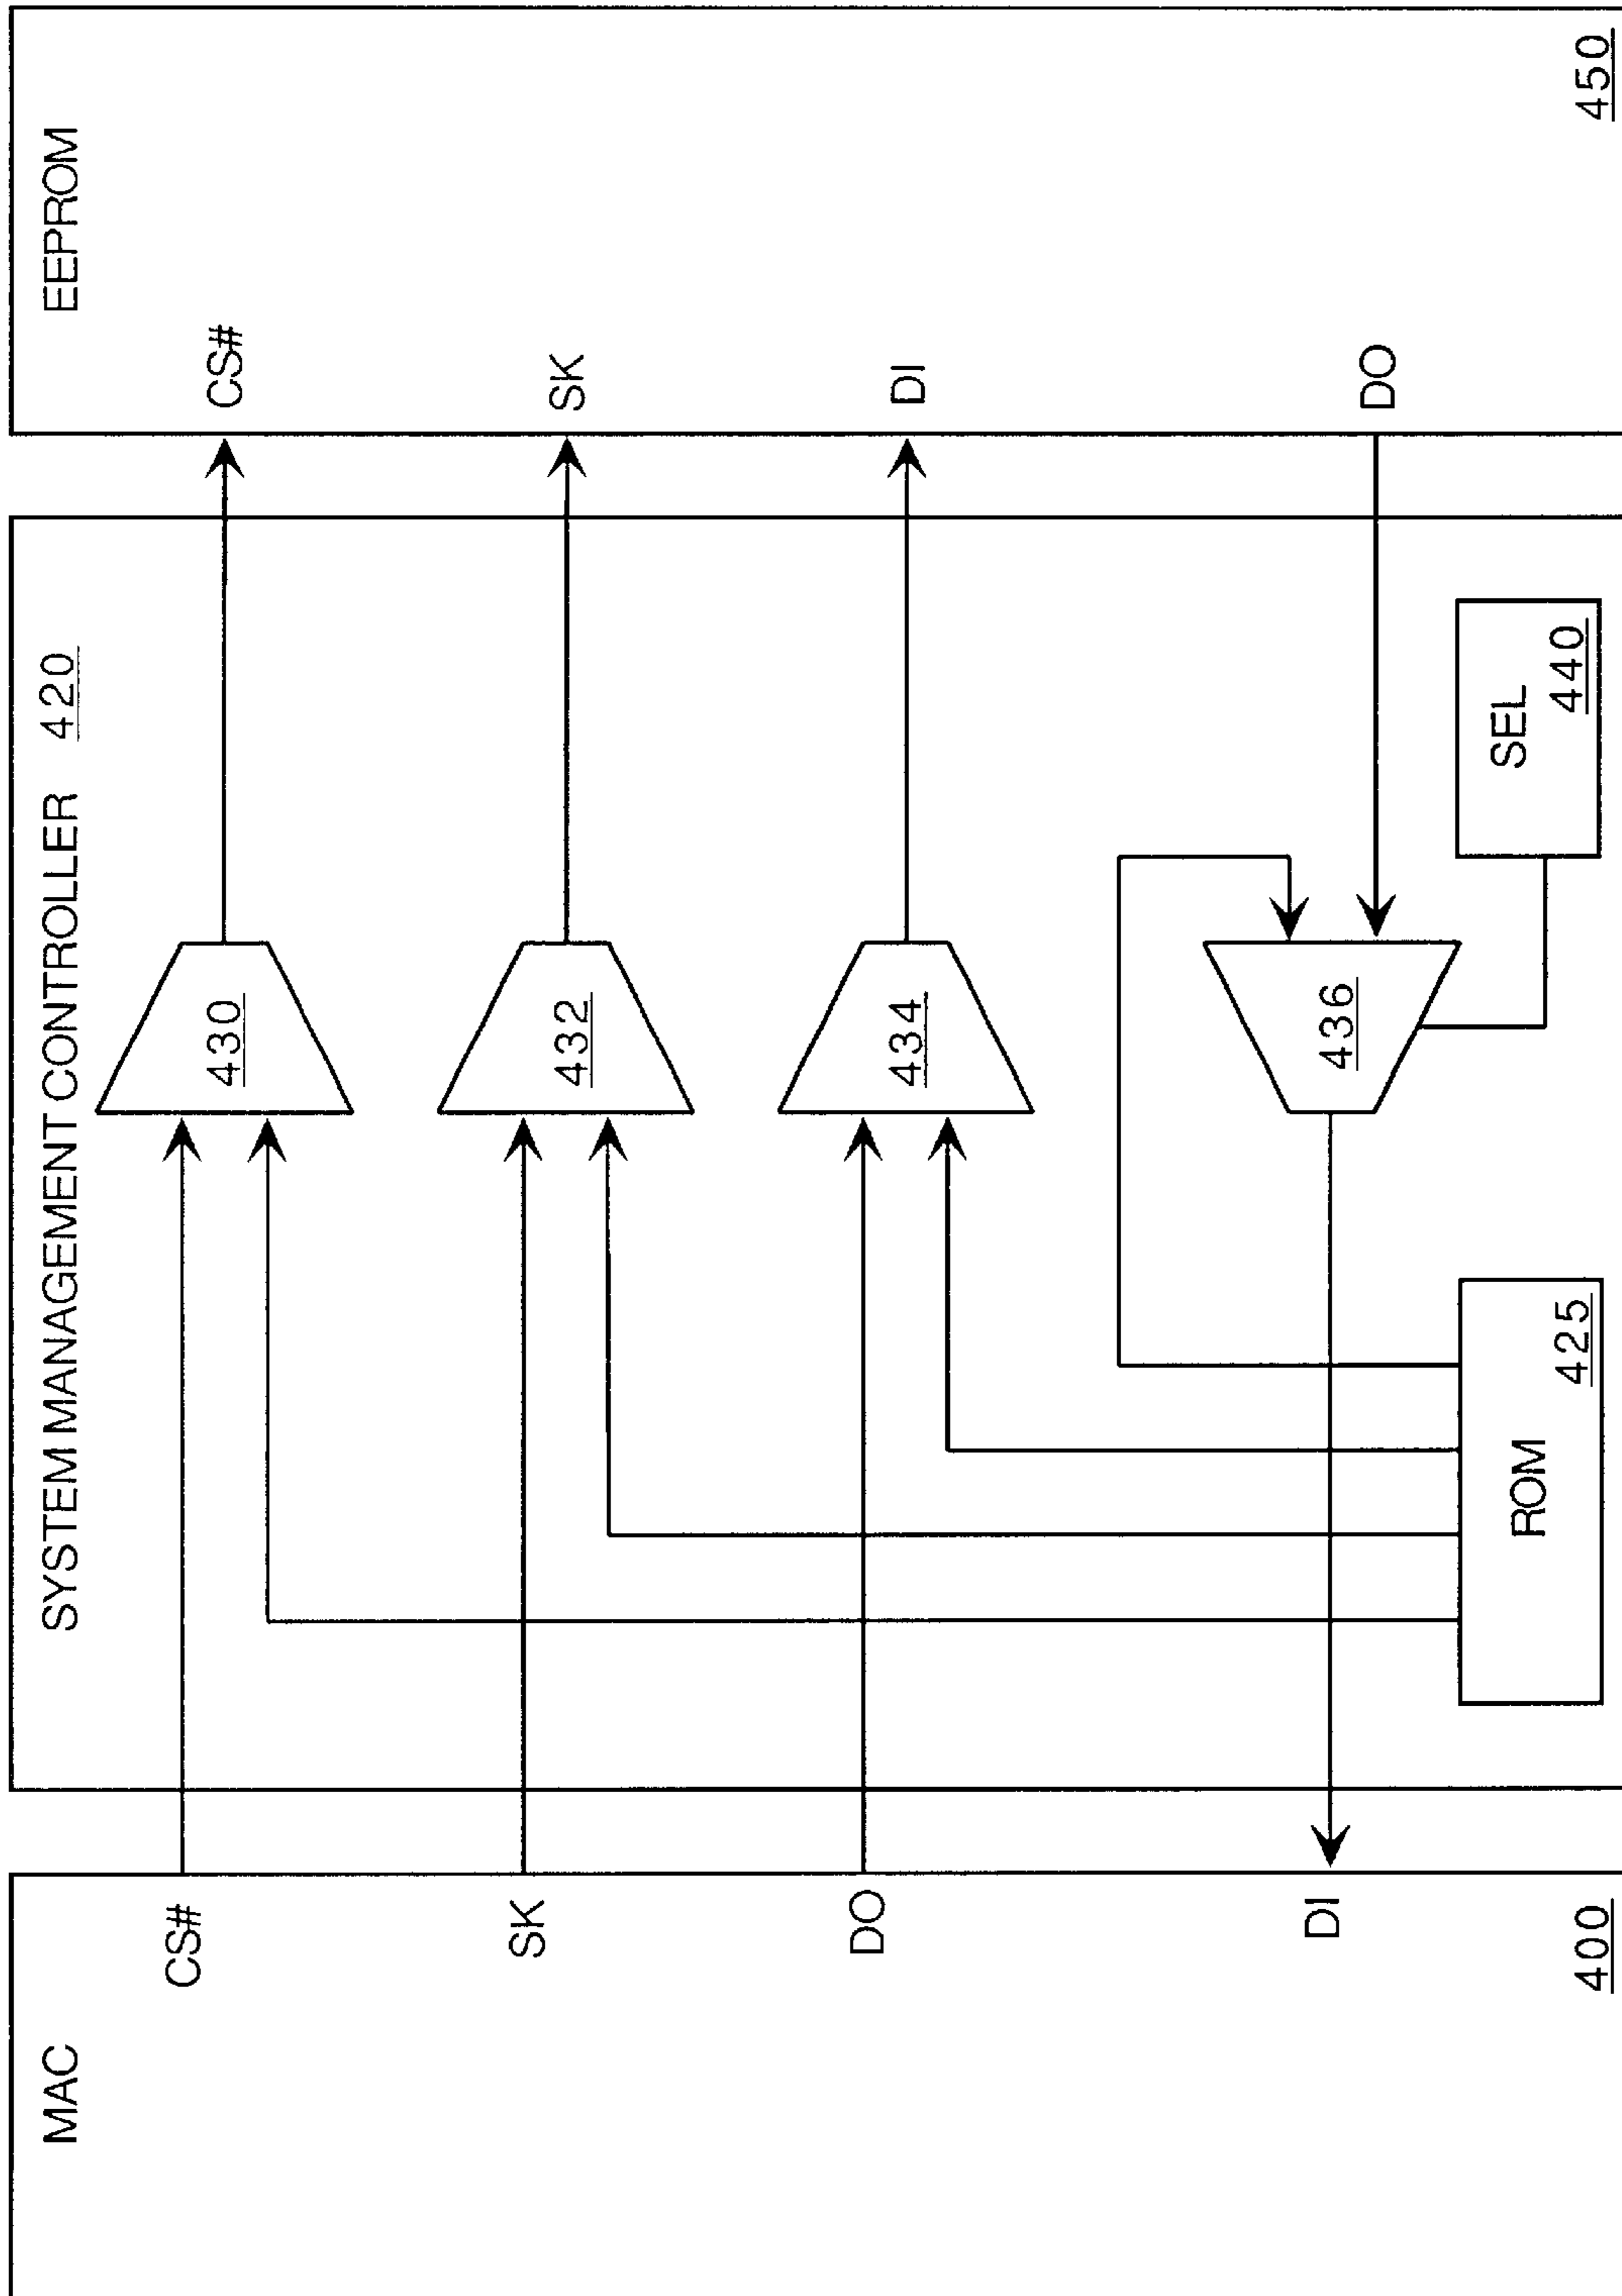 MAC
CS#
SK
DO
DI
400
SYSTEM MANAGEMENT CONTROLLER 420
430
432
434
436
ROM
425
SEL
440
EEPROM
CS#
SK
DI
DO
450